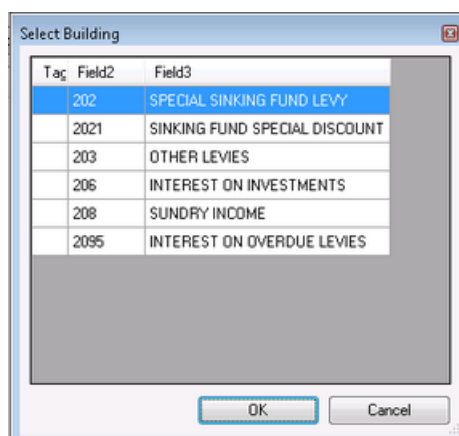 Select Building
Tag Field2 Field3
202 SPECIAL SINKING FUND LEVY
2021 SINKING FUND SPECIAL DISCOUNT
203 OTHER LEVIES
206 INTEREST ON INVESTMENTS
208 SUNDRY INCOME
2095 INTEREST ON OVERDUE LEVIES
OK Cancel